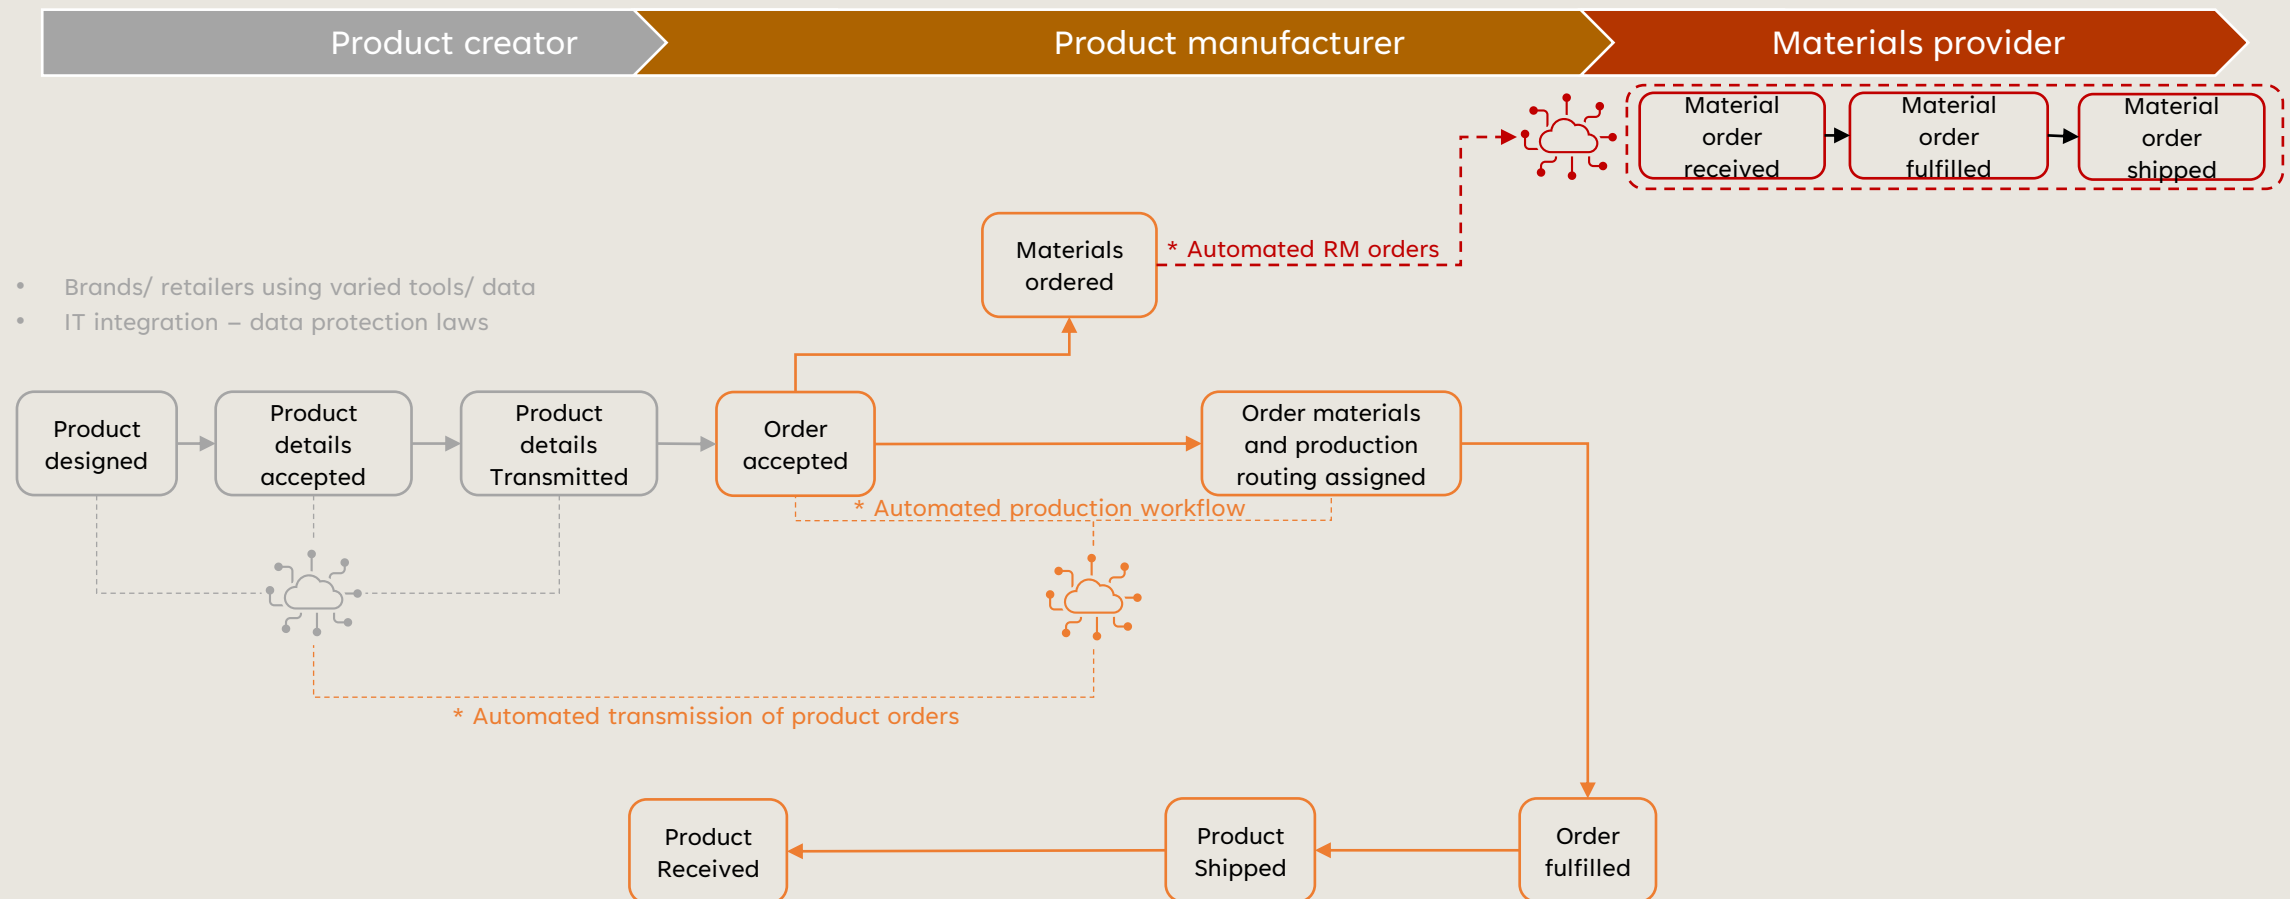 Product creator
Product manufacturer
Materials provider
Material
order
received
Material
order
fulfilled
Material
order
shipped
Materials
ordered
* Automated RM orders
• Brands/ retailers using varied tools/ data
• IT integration – data protection laws
Product
designed
Product
details
accepted
Product
details
Transmitted
Order
accepted
Order materials
and production
routing assigned
* Automated production workflow
* Automated transmission of product orders
Product
Received
Product
Shipped
Order
fulfilled